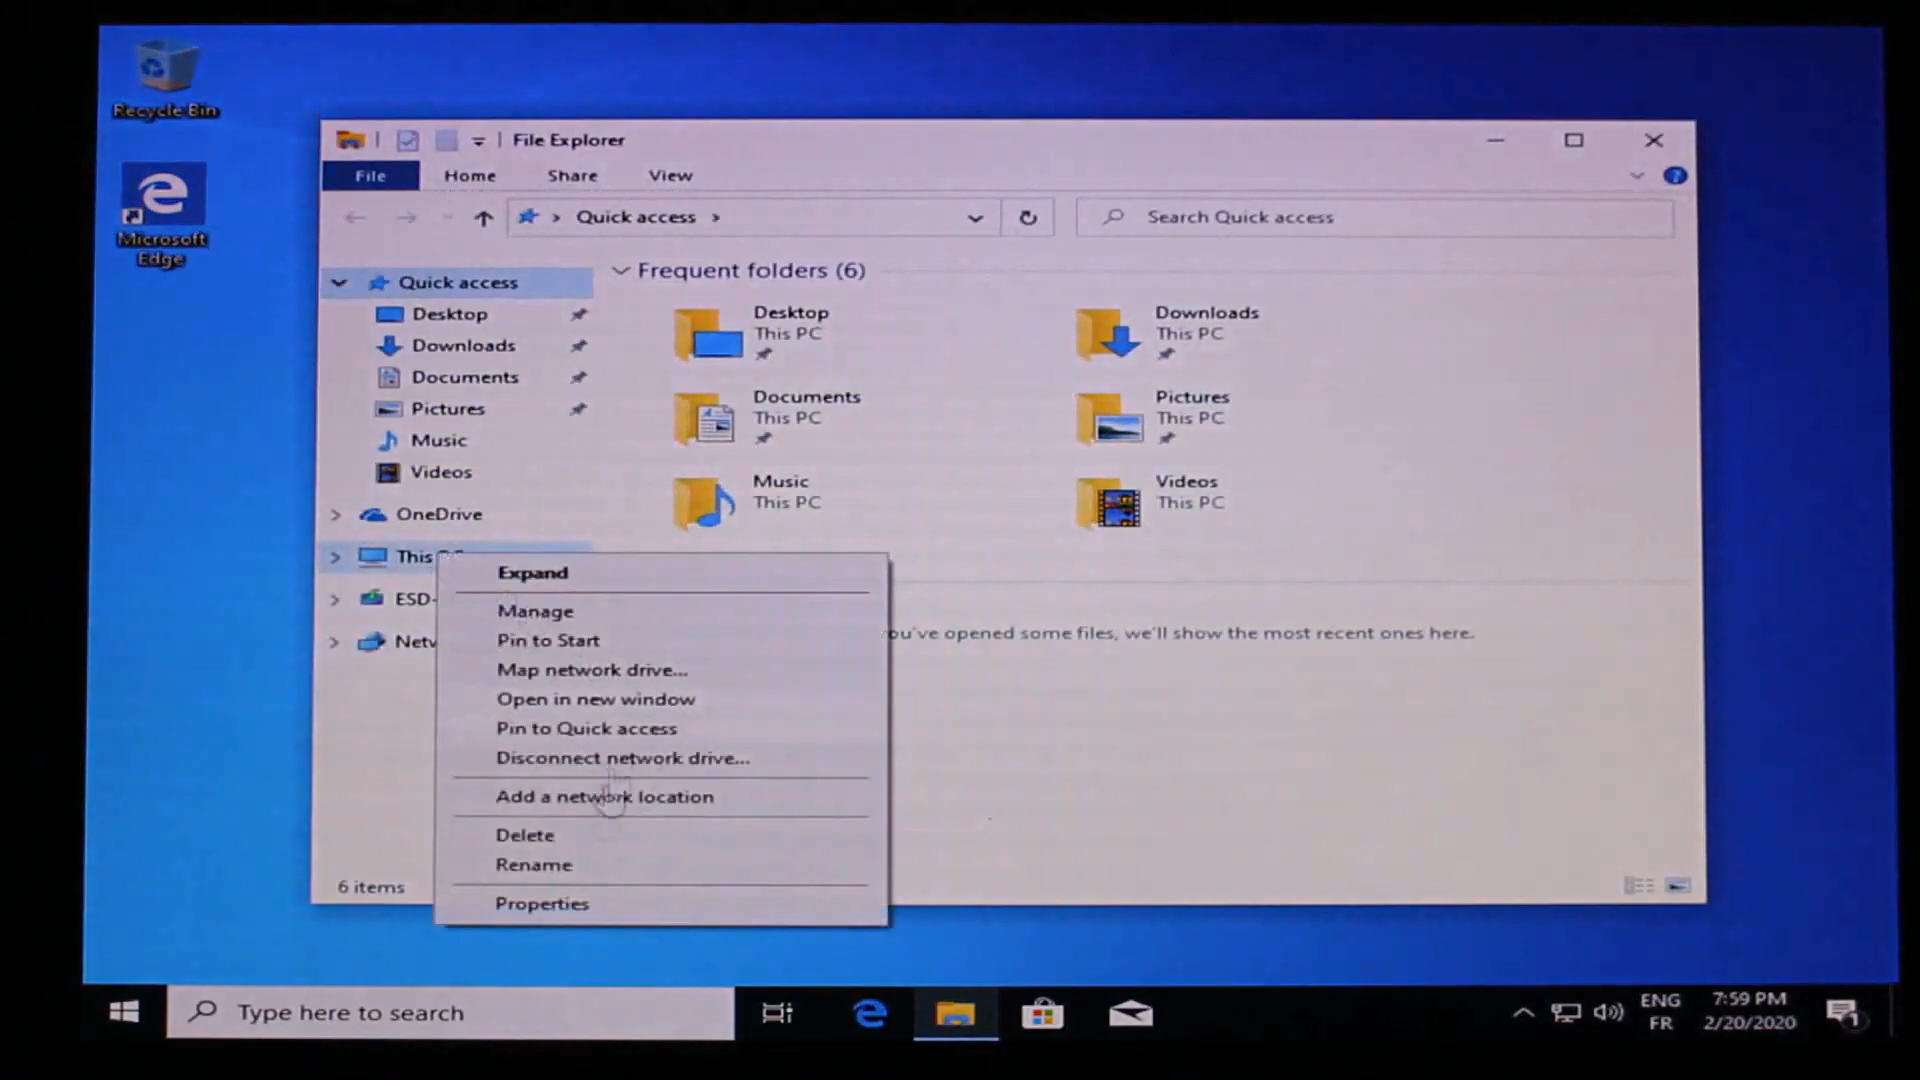 Recycle Bin
Microsoft
Edge
File Explorer
File
Home
Share
View
Quick access
Search Quick access
Quick access
Desktop
Downloads
Documents
Pictures
Music
Videos
OneDrive
This
ESD-
Netw
Frequent folders (6)
Desktop
This PC
Downloads
This PC
Documents
This PC
Pictures
This PC
Music
This PC
Videos
This PC
Expand
Manage
Pin to Start
Map network drive...
Open in new window
Pin to Quick access
Disconnect network drive...
Add a network location
Delete
Rename
Properties
ou've opened some files, we'll show the most recent ones here.
6 items
Type here to search
ENG
FR
7:59 PM
2/20/2020
1